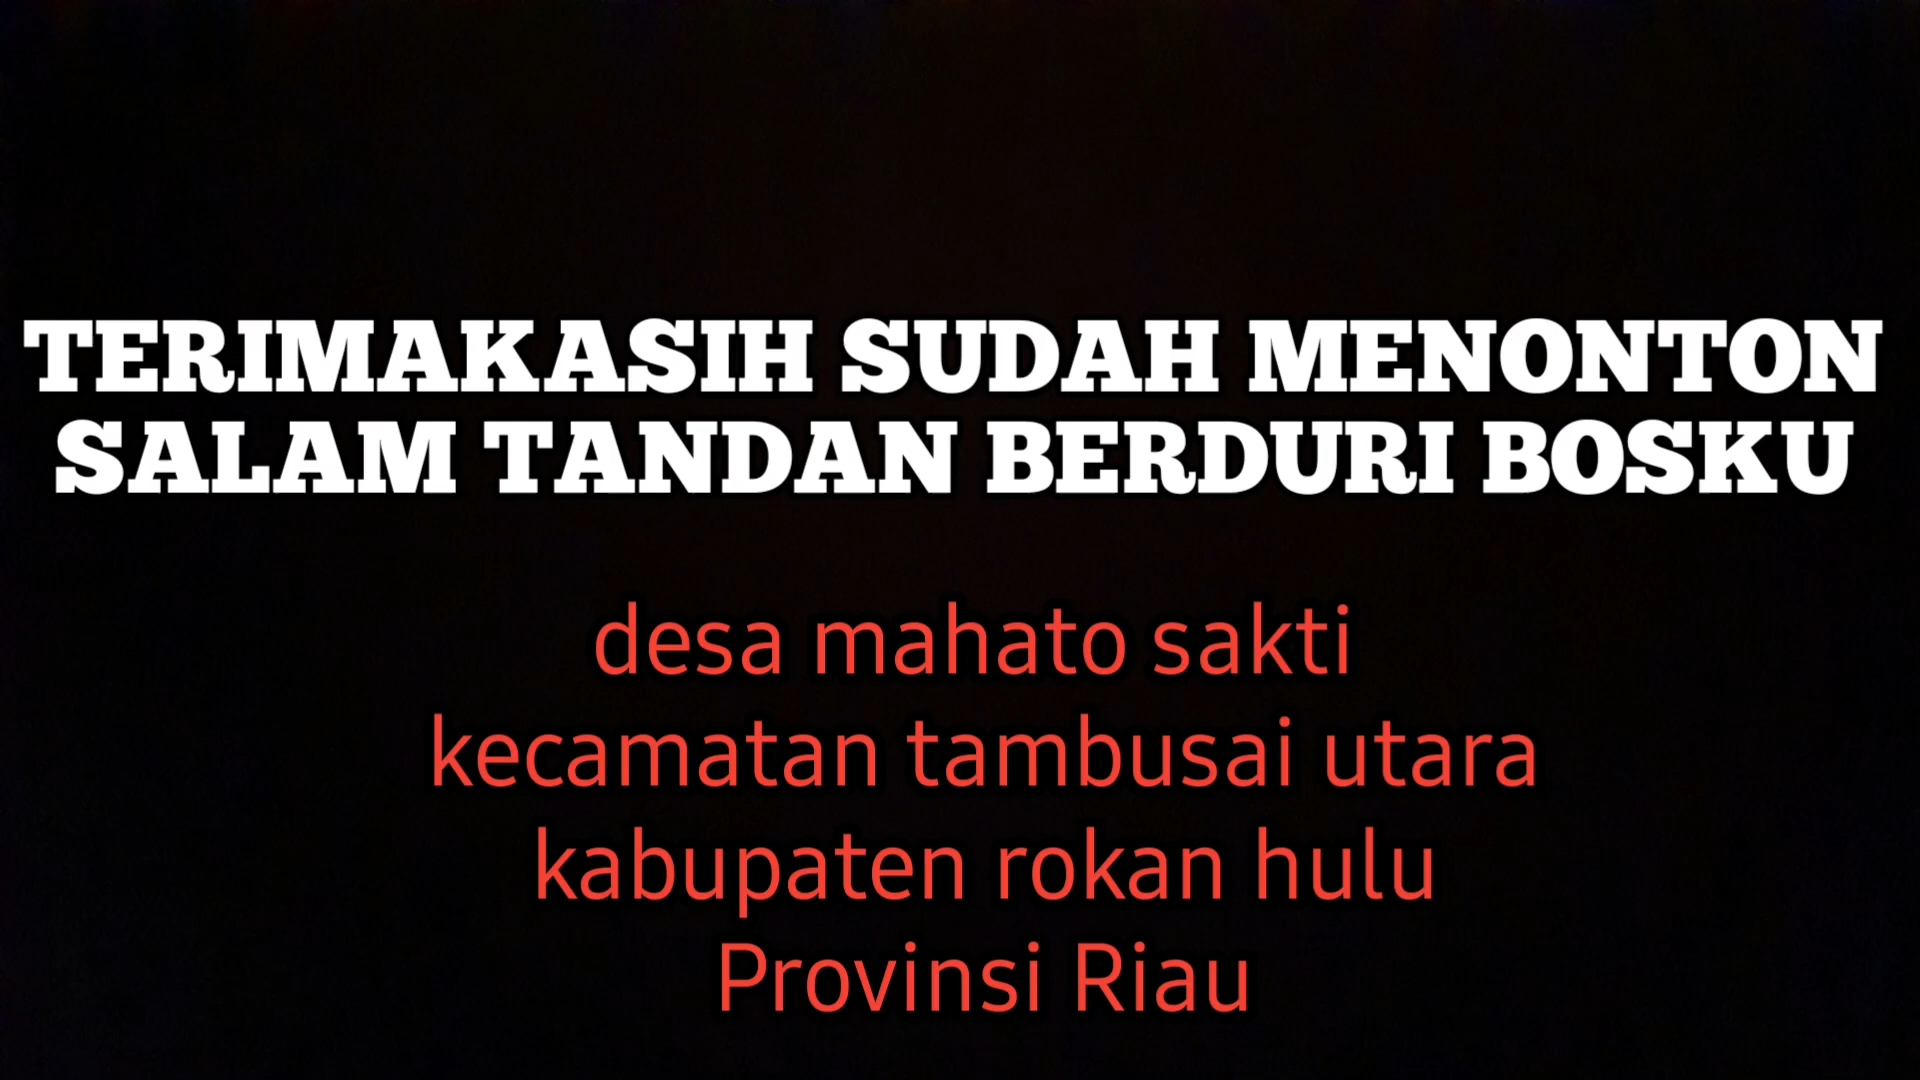 TERIMAKASIH SUDAH MENONTON
SALAM TANDAN BERDURI BOSKU
desa mahato sakti
kecamatan tambusai utara
kabupaten rokan hulu
Provinsi Riau